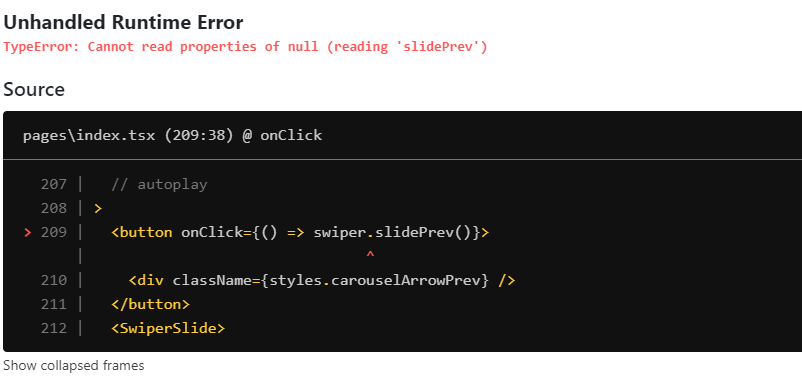 Unhandled Runtime Error
TypeError: Cannot read properties of null (reading 'slidePrev')
Source
pages\index.tsx (209:38) @ onClick
207 |   // autoplay
208 | >
> 209 |   <button onClick={() => swiper.slidePrev()}>
|                                 ^
210 |     <div className={styles.carouselArrowPrev} />
211 |   </button>
212 |   <SwiperSlide>
Show collapsed frames